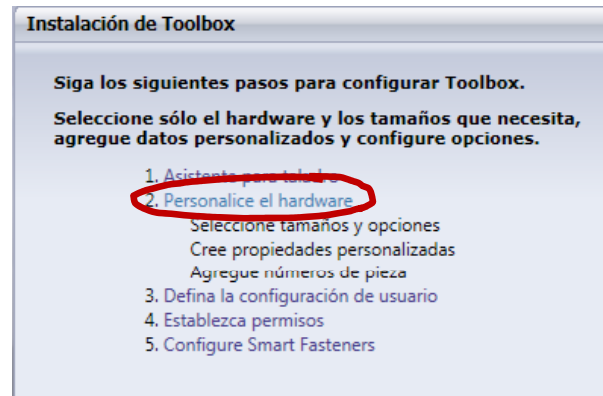 Instalación de Toolbox
Siga los siguientes pasos para configurar Toolbox.
Seleccione sólo el hardware y los tamaños que necesita,
agregue datos personalizados y configure opciones.
1. Asistente para taladro
2. Personalice el hardware
Seleccione tamaños y opciones
Cree propiedades personalizadas
Agregue números de pieza
3. Defina la configuración de usuario
4. Establezca permisos
5. Configure Smart Fasteners